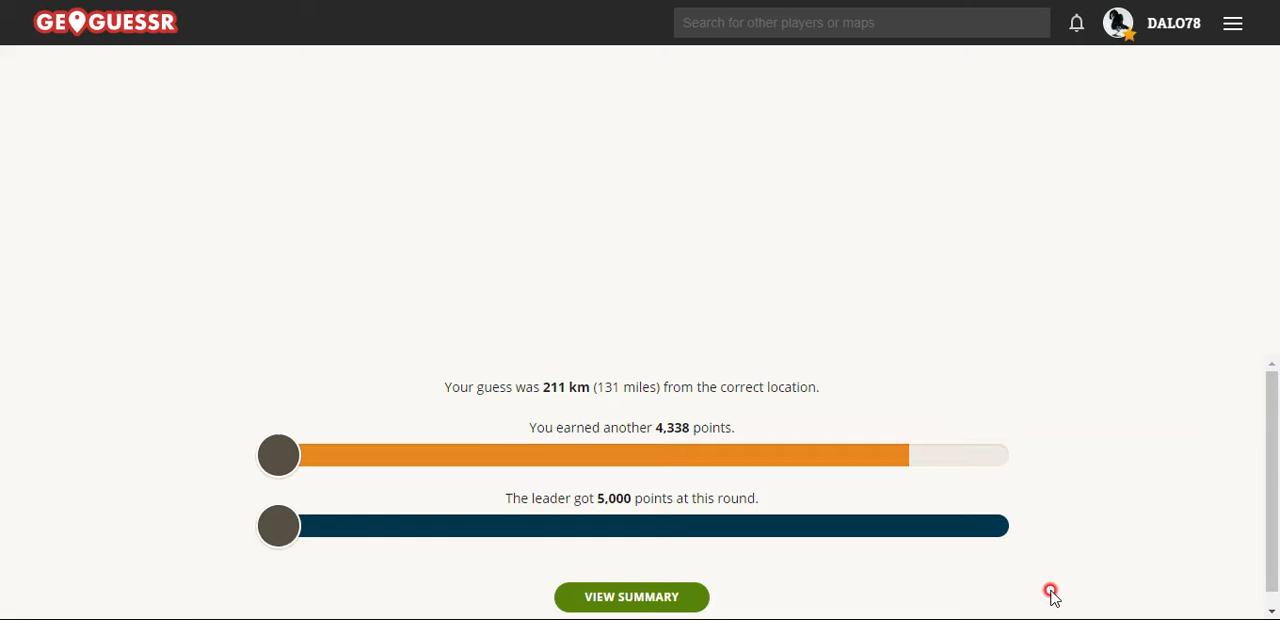 GEOGUESSR
Search for other players or maps
DALO78
Your guess was 211 km (131 miles) from the correct location.
You earned another 4,338 points.
The leader got 5,000 points at this round.
VIEW SUMMARY